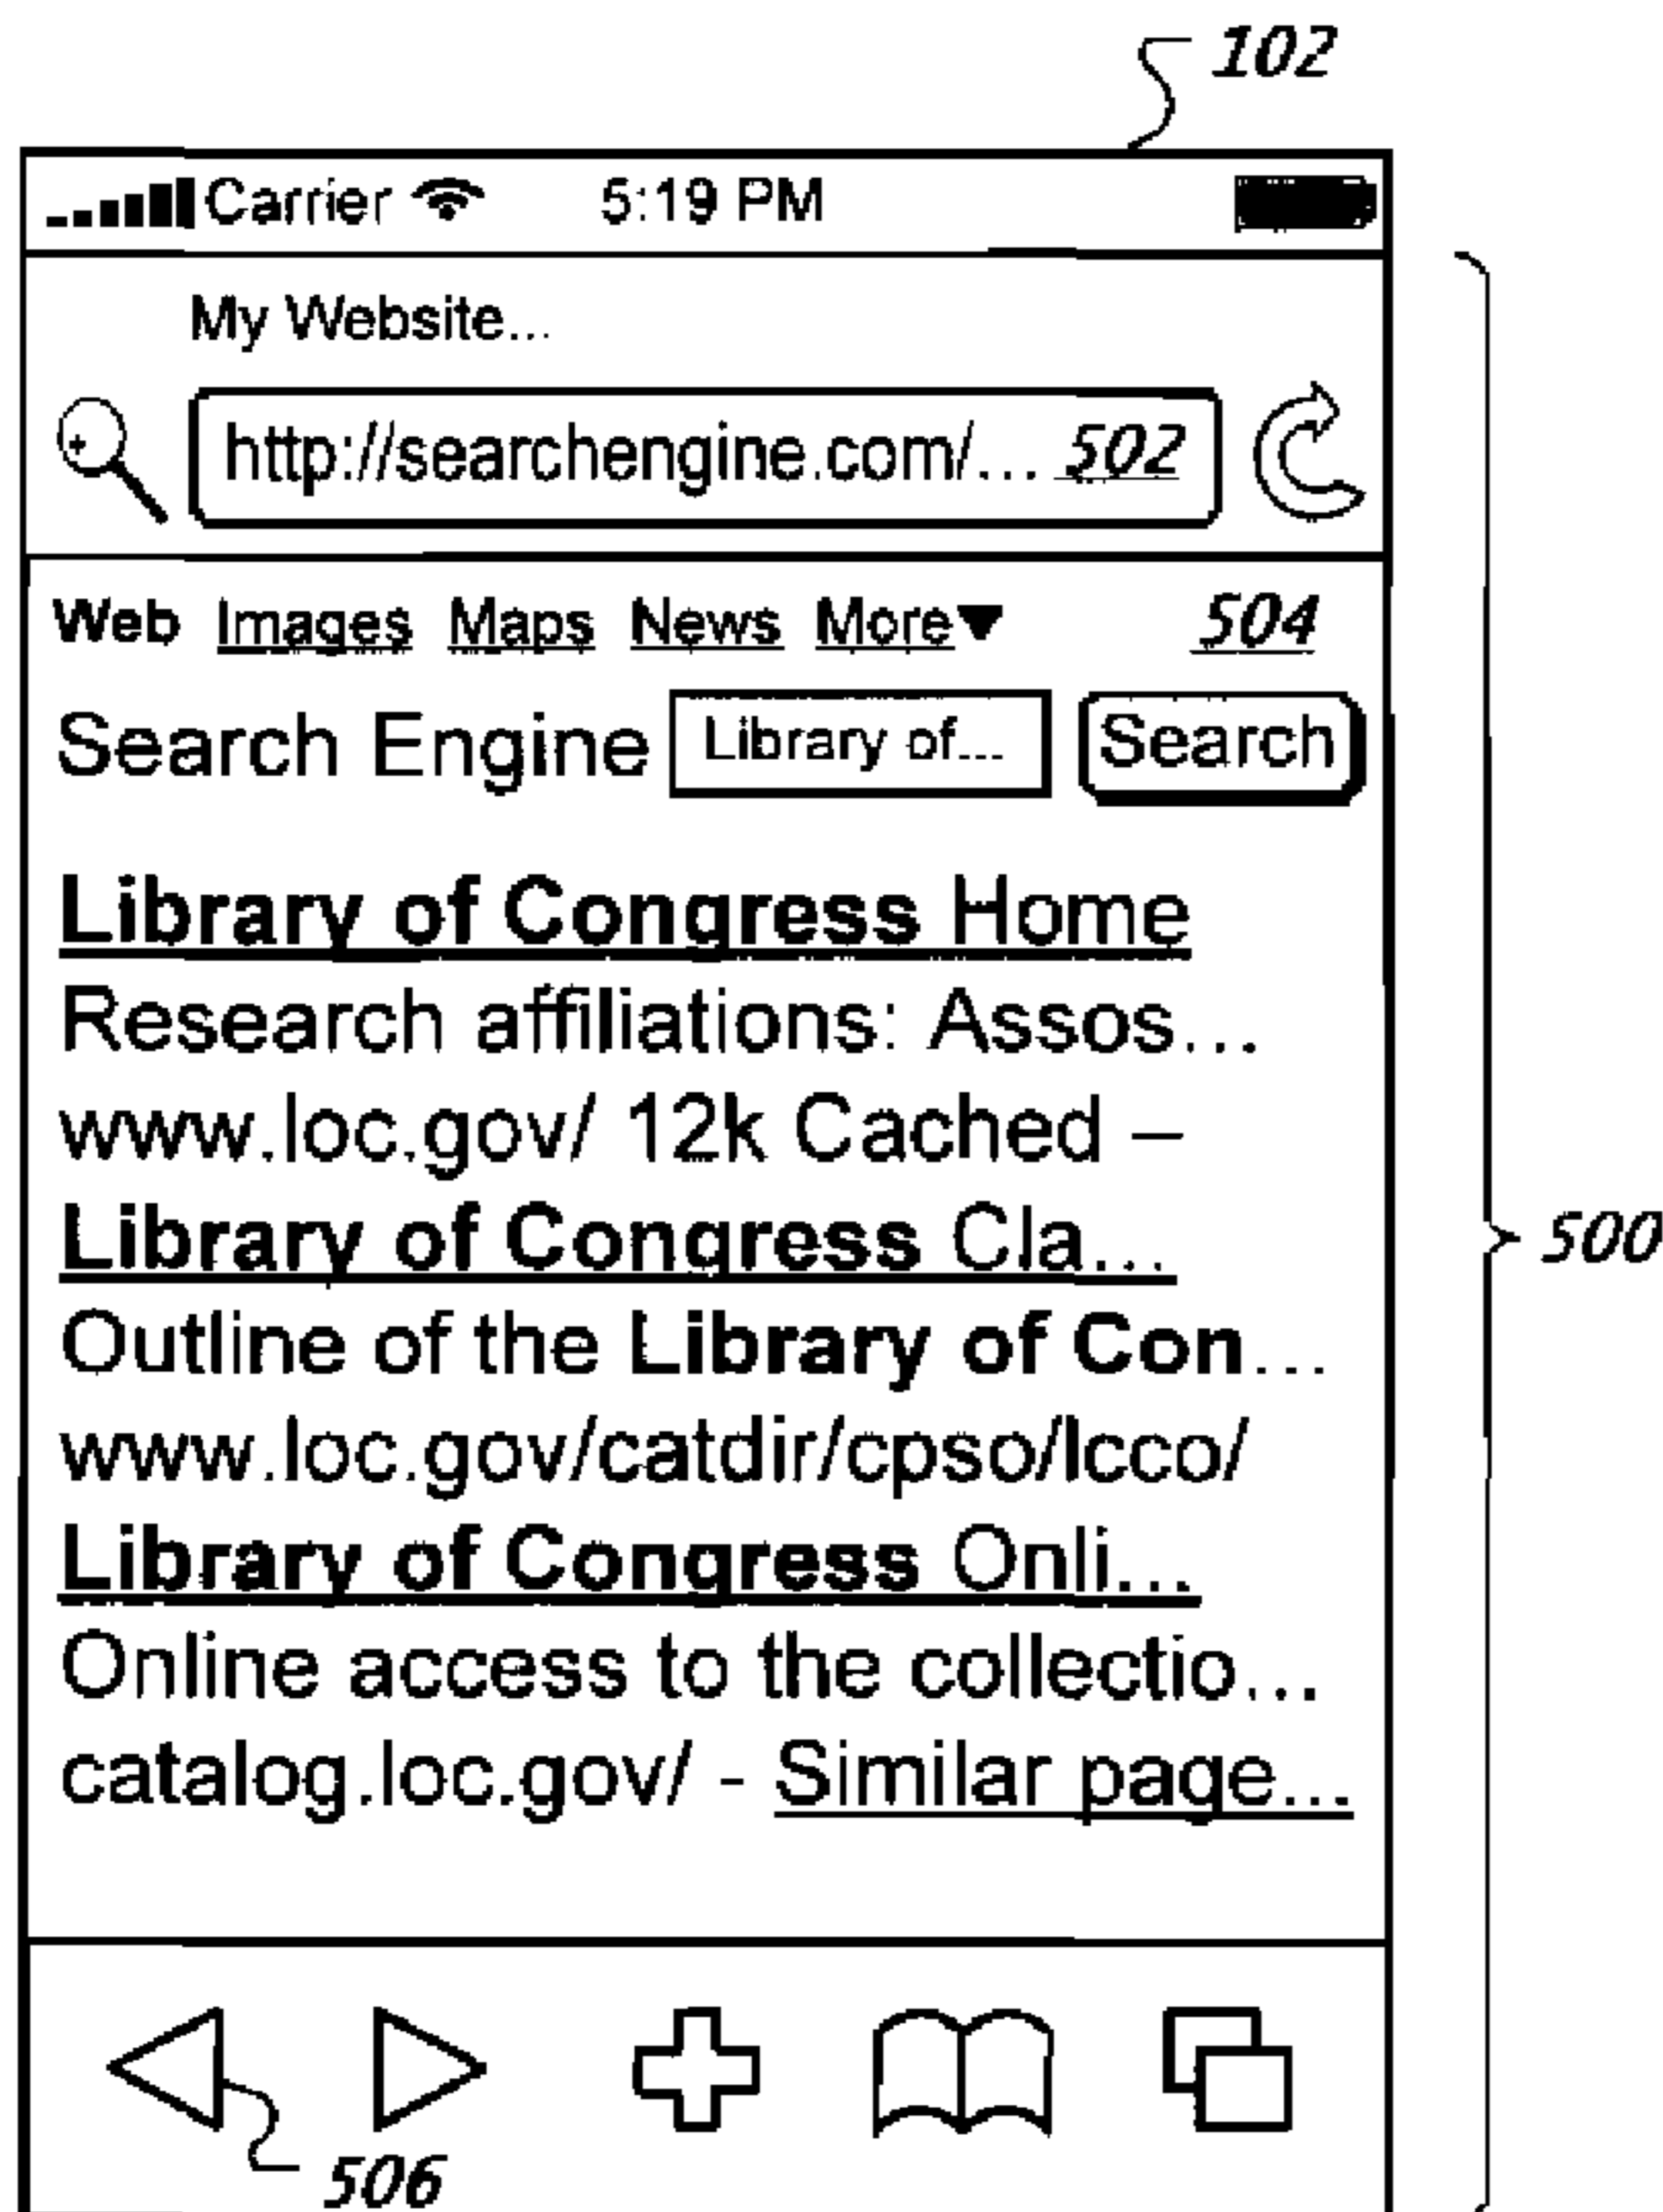 102
Carrier 5:19 PM
My Website...
http://searchengine.com/... 502
Web Images Maps News More▼ 504
Search Engine Library of... Search
Library of Congress Home
Research affiliations: Assos...
www.loc.gov/ 12k Cached –
Library of Congress Cla...
Outline of the Library of Con...
500
www.loc.gov/catdir/cpso/lcco/
Library of Congress Onli...
Online access to the collectio...
catalog.loc.gov/ - Similar page...
506